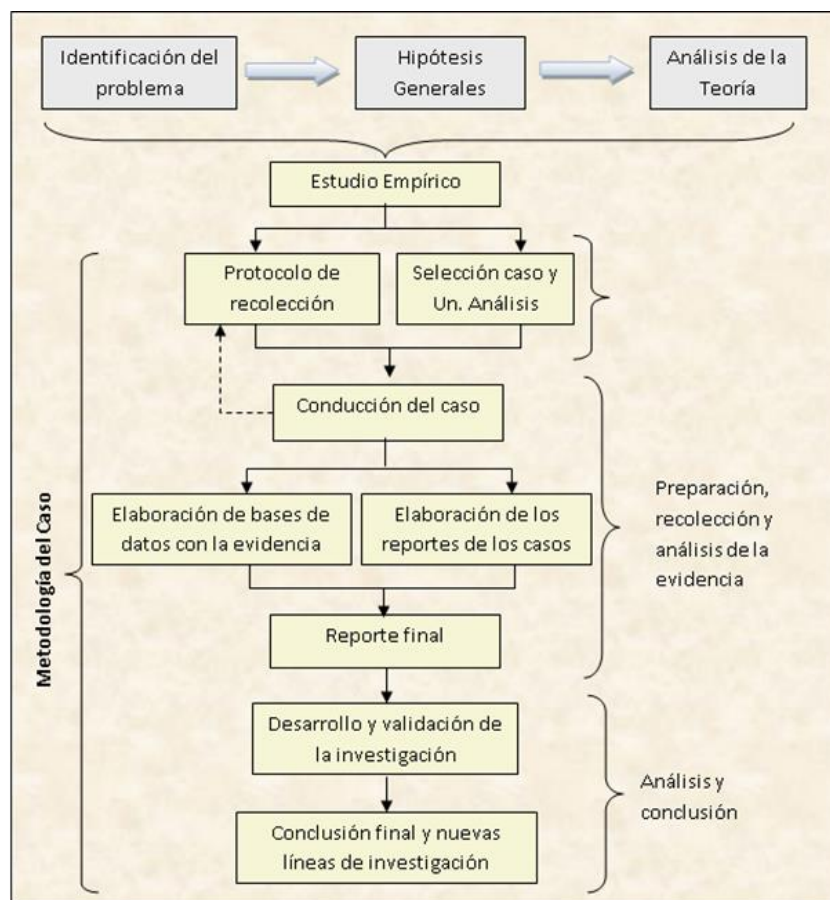 Identificación del
problema
Hipótesis
Generales
Análisis de la
Teoría
Estudio Empírico
Protocolo de
recolección
Selección caso y
Un. Análisis
Conducción del caso
Elaboración de bases de
datos con la evidencia
Elaboración de los
reportes de los casos
Preparación,
recolección y
análisis de la
evidencia
Metodología del Caso
Reporte final
Desarrollo y validación de
la investigación
Análisis y
conclusión
Conclusión final y nuevas
líneas de investigación